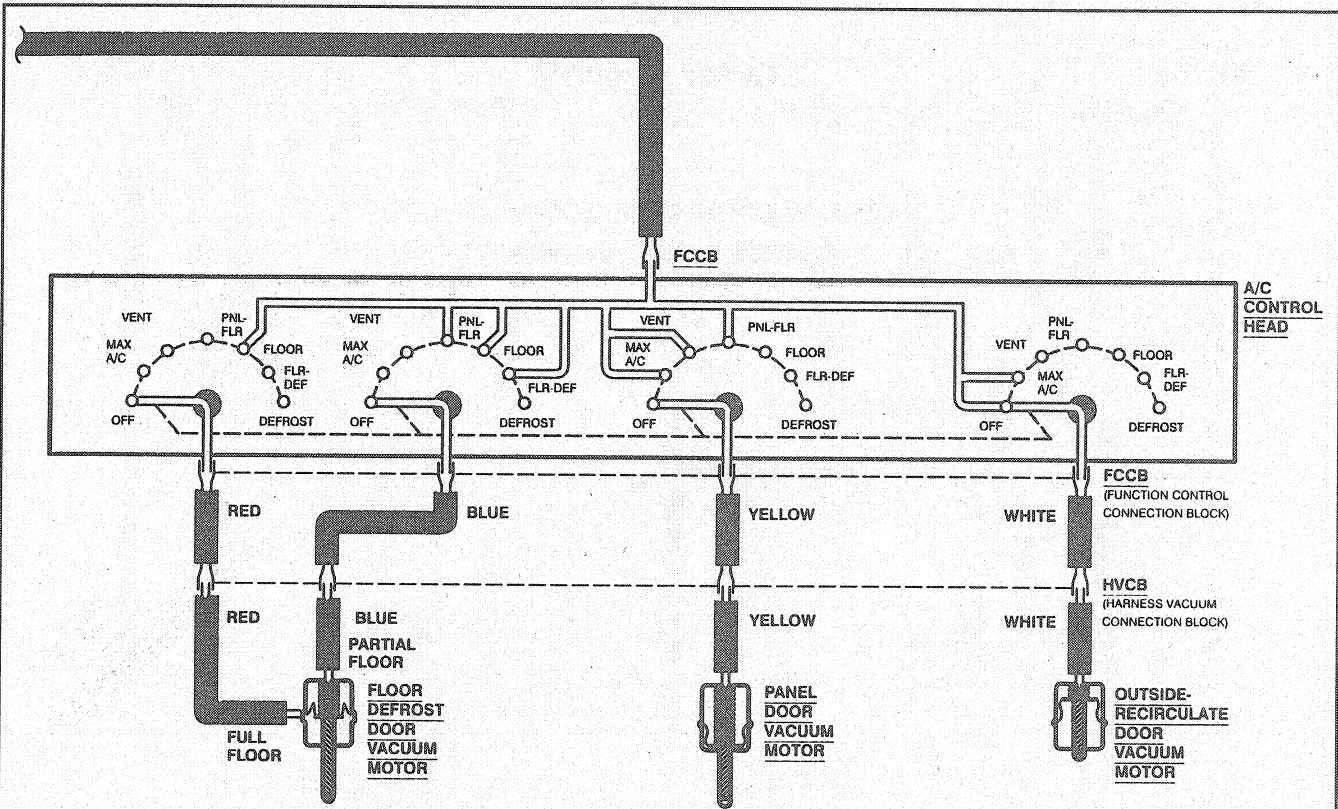 FCCB
A/C
CONTROL
HEAD
VENT
PNL-
FLR
MAX
A/C
FLOOR
FLR-
DEF
OFF
DEFROST
VENT
PNL-
FLR
MAX
A/C
FLOOR
FLR-DEF
OFF
DEFROST
VENT
PNL-FLR
MAX
A/C
FLOOR
FLR-DEF
OFF
DEFROST
PNL-
FLR
VENT
FLOOR
MAX
A/C
FLR-
DEF
OFF
DEFROST
RED
BLUE
YELLOW
WHITE
FCCB
(FUNCTION CONTROL
CONNECTION BLOCK)
RED
BLUE
YELLOW
WHITE
HVCB
(HARNESS VACUUM
CONNECTION BLOCK)
PARTIAL
FLOOR
FULL
FLOOR
FLOOR
DEFROST
DOOR
VACUUM
MOTOR
PANEL
DOOR
VACUUM
MOTOR
OUTSIDE-
RECIRCULATE
DOOR
VACUUM
MOTOR